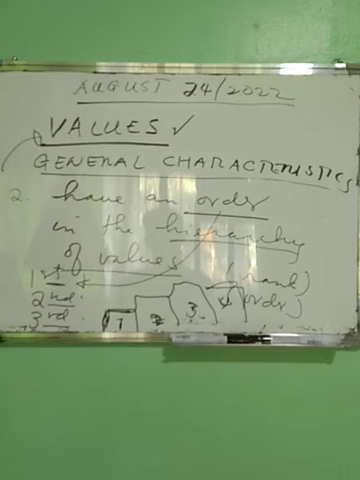 AUGUST 24/2022
VALUES ✓
GENERAL CHARACTERISTICS
2. have an order
in the hierarchy
of values
1st (rank)
2nd. order)
3rd 1 2 3 4